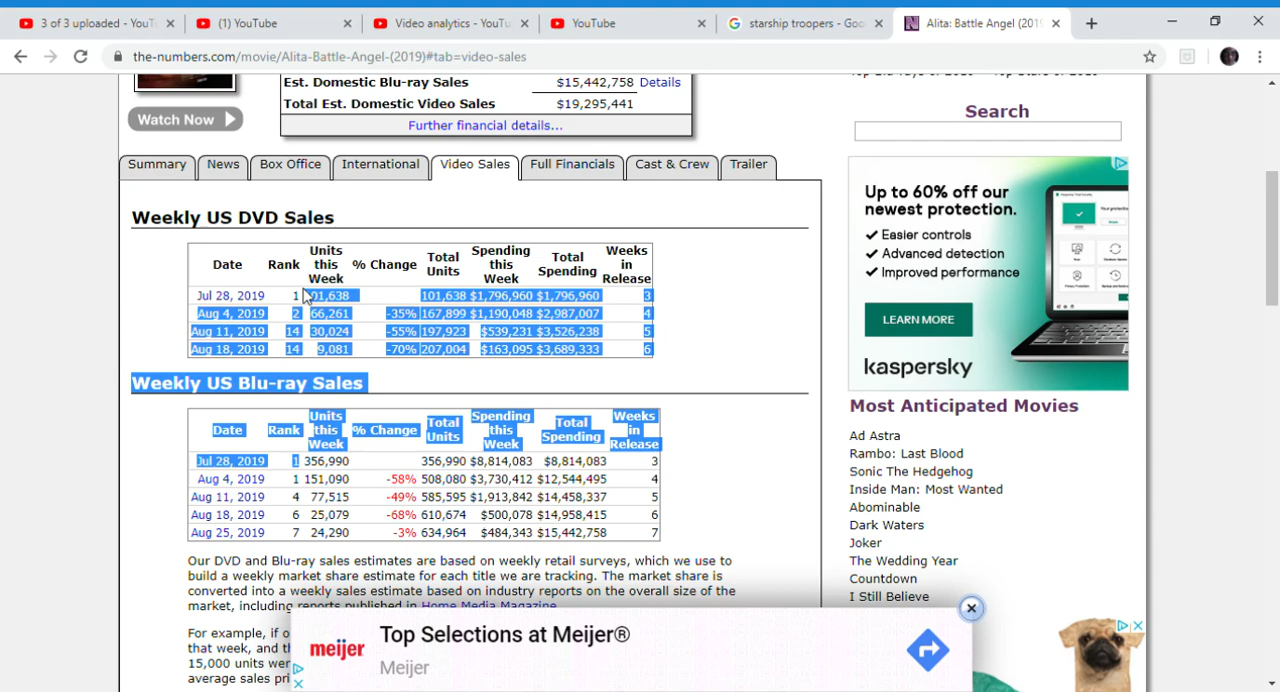 3 of 3 uploaded - YouT
(1) YouTube
Video analytics - YouTu
YouTube
starship troopers - Goo
Alita: Battle Angel (2019
the-numbers.com/movie/Alita-Battle-Angel-(2019)#tab=video-sales
Est. Domestic Blu-ray Sales $15,442,758 Details
Total Est. Domestic Video Sales $19,295,441
Further financial details...
Watch Now
Summary News Box Office International Video Sales Full Financials Cast & Crew Trailer
Weekly US DVD Sales
Date Rank Units this Week % Change Total Units Spending this Week Total Spending Weeks in Release
Jul 28, 2019 1 101,638 101,638 $1,796,960 $1,796,960 3
Aug 4, 2019 2 66,261 -35% 167,899 $1,190,048 $2,987,007 4
Aug 11, 2019 14 30,024 -55% 197,923 $539,231 $3,526,238 5
Aug 18, 2019 14 9,081 -70% 207,004 $163,095 $3,689,333 6
Weekly US Blu-ray Sales
Date Rank Units this Week % Change Total Units Spending this Week Total Spending Weeks in Release
Jul 28, 2019 1 356,990 356,990 $8,814,083 $8,814,083 3
Aug 4, 2019 1 151,090 -58% 508,080 $3,730,412 $12,544,495 4
Aug 11, 2019 4 77,515 -49% 585,595 $1,913,842 $14,458,337 5
Aug 18, 2019 6 25,079 -68% 610,674 $500,078 $14,958,415 6
Aug 25, 2019 7 24,290 -3% 634,964 $484,343 $15,442,758 7
Our DVD and Blu-ray sales estimates are based on weekly retail surveys, which we use to
build a weekly market share estimate for each title we are tracking. The market share is
converted into a weekly sales estimate based on industry reports on the overall size of the
market, including reports published in Home Media Magazine.
For example, if o
that week, and th
15,000 units wer
average sales pri
Search
Up to 60% off our
newest protection.
Easier controls
Advanced detection
Improved performance
LEARN MORE
kaspersky
Most Anticipated Movies
Ad Astra
Rambo: Last Blood
Sonic The Hedgehog
Inside Man: Most Wanted
Abominable
Dark Waters
Joker
The Wedding Year
Countdown
I Still Believe
meijer
Top Selections at Meijer®
Meijer